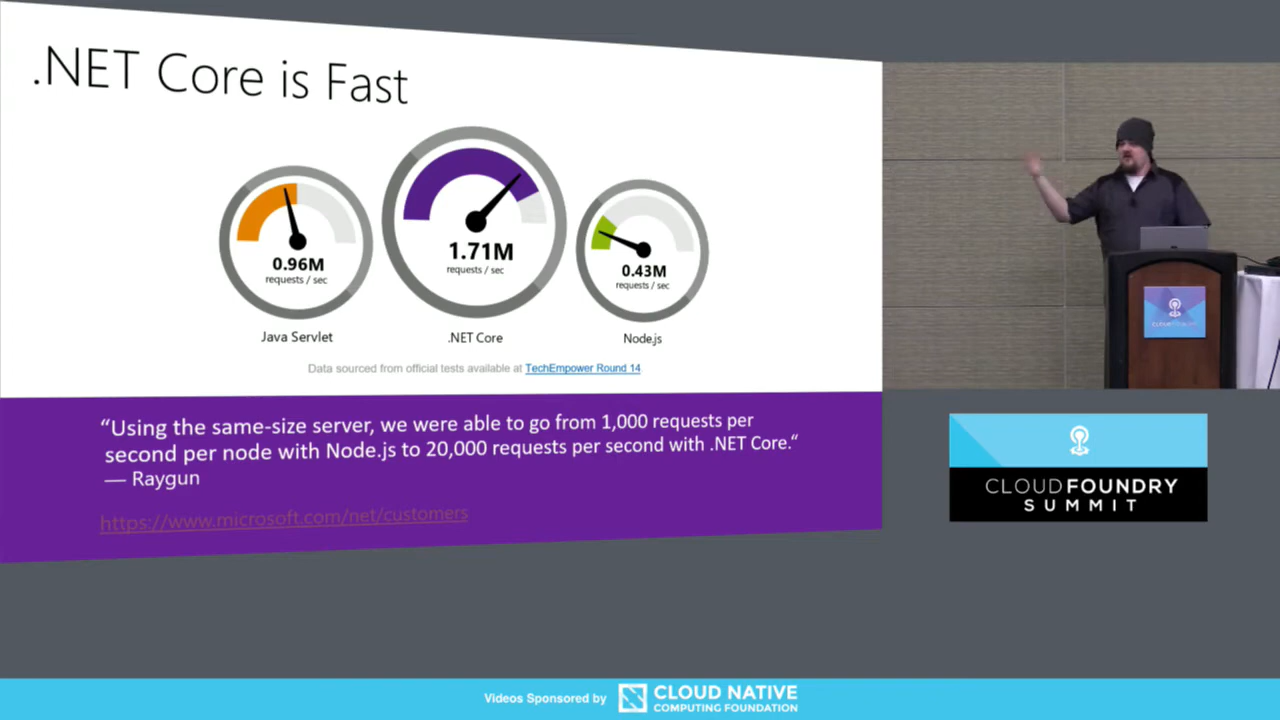 .NET Core is Fast
0.96M
requests / sec
Java Servlet
1.71M
requests / sec
.NET Core
0.43M
requests / sec
Node.js
Data sourced from official tests available at TechEmpower Round 14
“Using the same-size server, we were able to go from 1,000 requests per
second per node with Node.js to 20,000 requests per second with .NET Core.“
— Raygun
https://www.microsoft.com/net/customers
CLOUDFOUNDRY
SUMMIT
Videos Sponsored by
CLOUD NATIVE
COMPUTING FOUNDATION